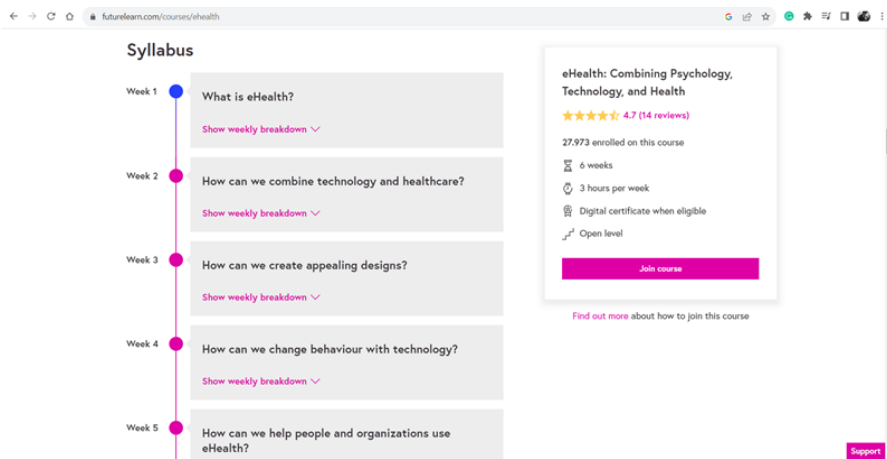 futurelearn.com/courses/ehealth
Syllabus
Week 1
What is eHealth?
Show weekly breakdown
Week 2
How can we combine technology and healthcare?
Show weekly breakdown
Week 3
How can we create appealing designs?
Show weekly breakdown
Week 4
How can we change behaviour with technology?
Show weekly breakdown
Week 5
How can we help people and organizations use
eHealth?
eHealth: Combining Psychology,
Technology, and Health
4.7 (14 reviews)
27.973 enrolled on this course
6 weeks
3 hours per week
Digital certificate when eligible
Open level
Join course
Find out more about how to join this course
Support